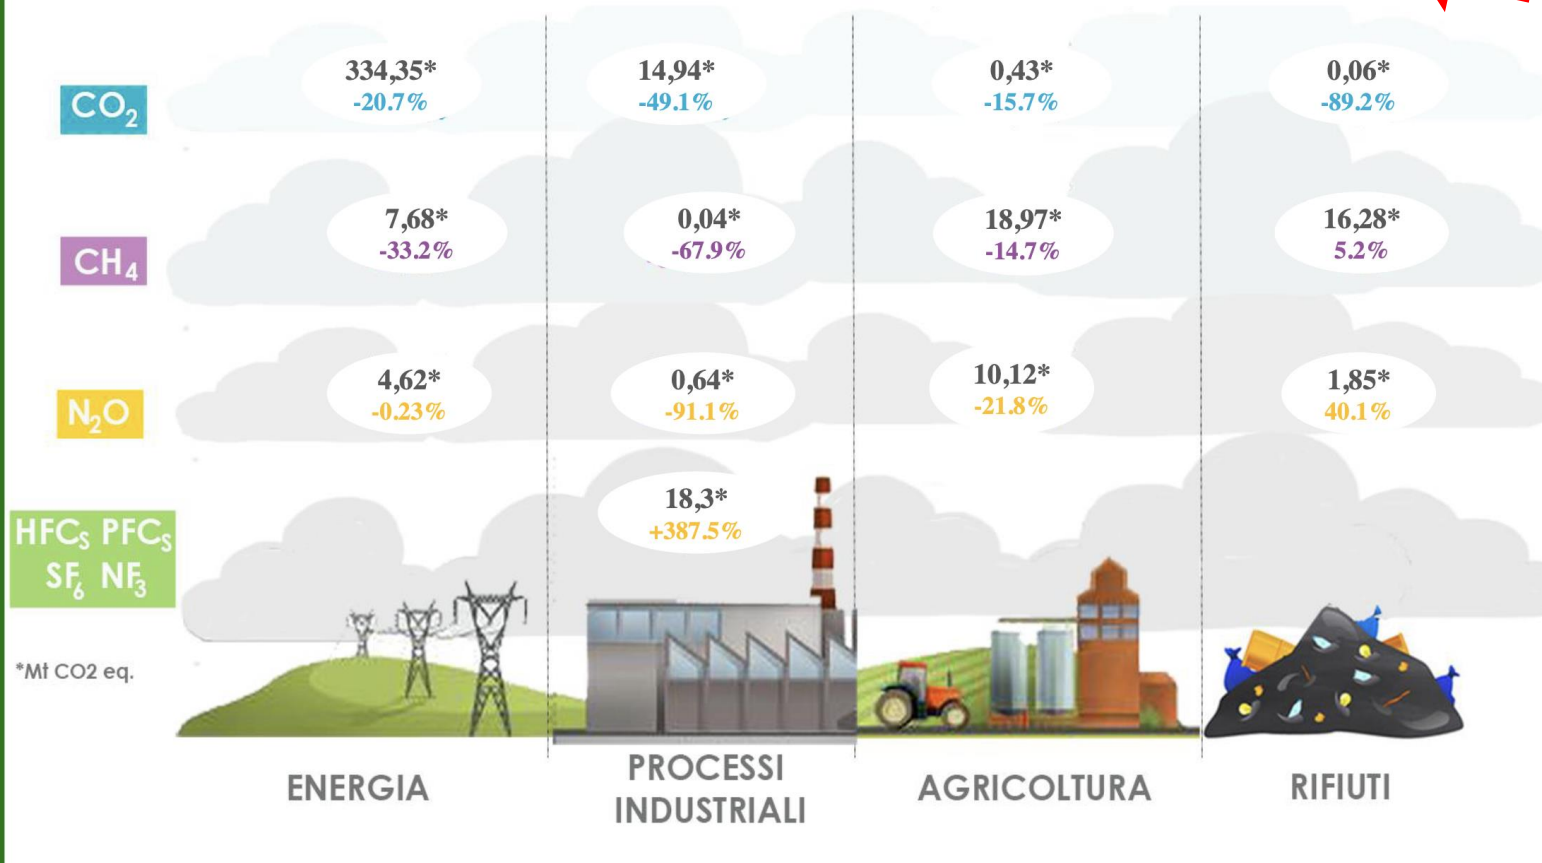 CO2
334,35*
-20.7%
14,94*
-49.1%
0,43*
-15.7%
0,06*
-89.2%
CH4
7,68*
-33.2%
0,04*
-67.9%
18,97*
-14.7%
16,28*
5.2%
N2O
4,62*
-0.23%
0,64*
-91.1%
10,12*
-21.8%
1,85*
40.1%
HFCs PFCs
SF6 NF3
18,3*
+387.5%
*Mt CO2 eq.
ENERGIA
PROCESSI
INDUSTRIALI
AGRICOLTURA
RIFIUTI